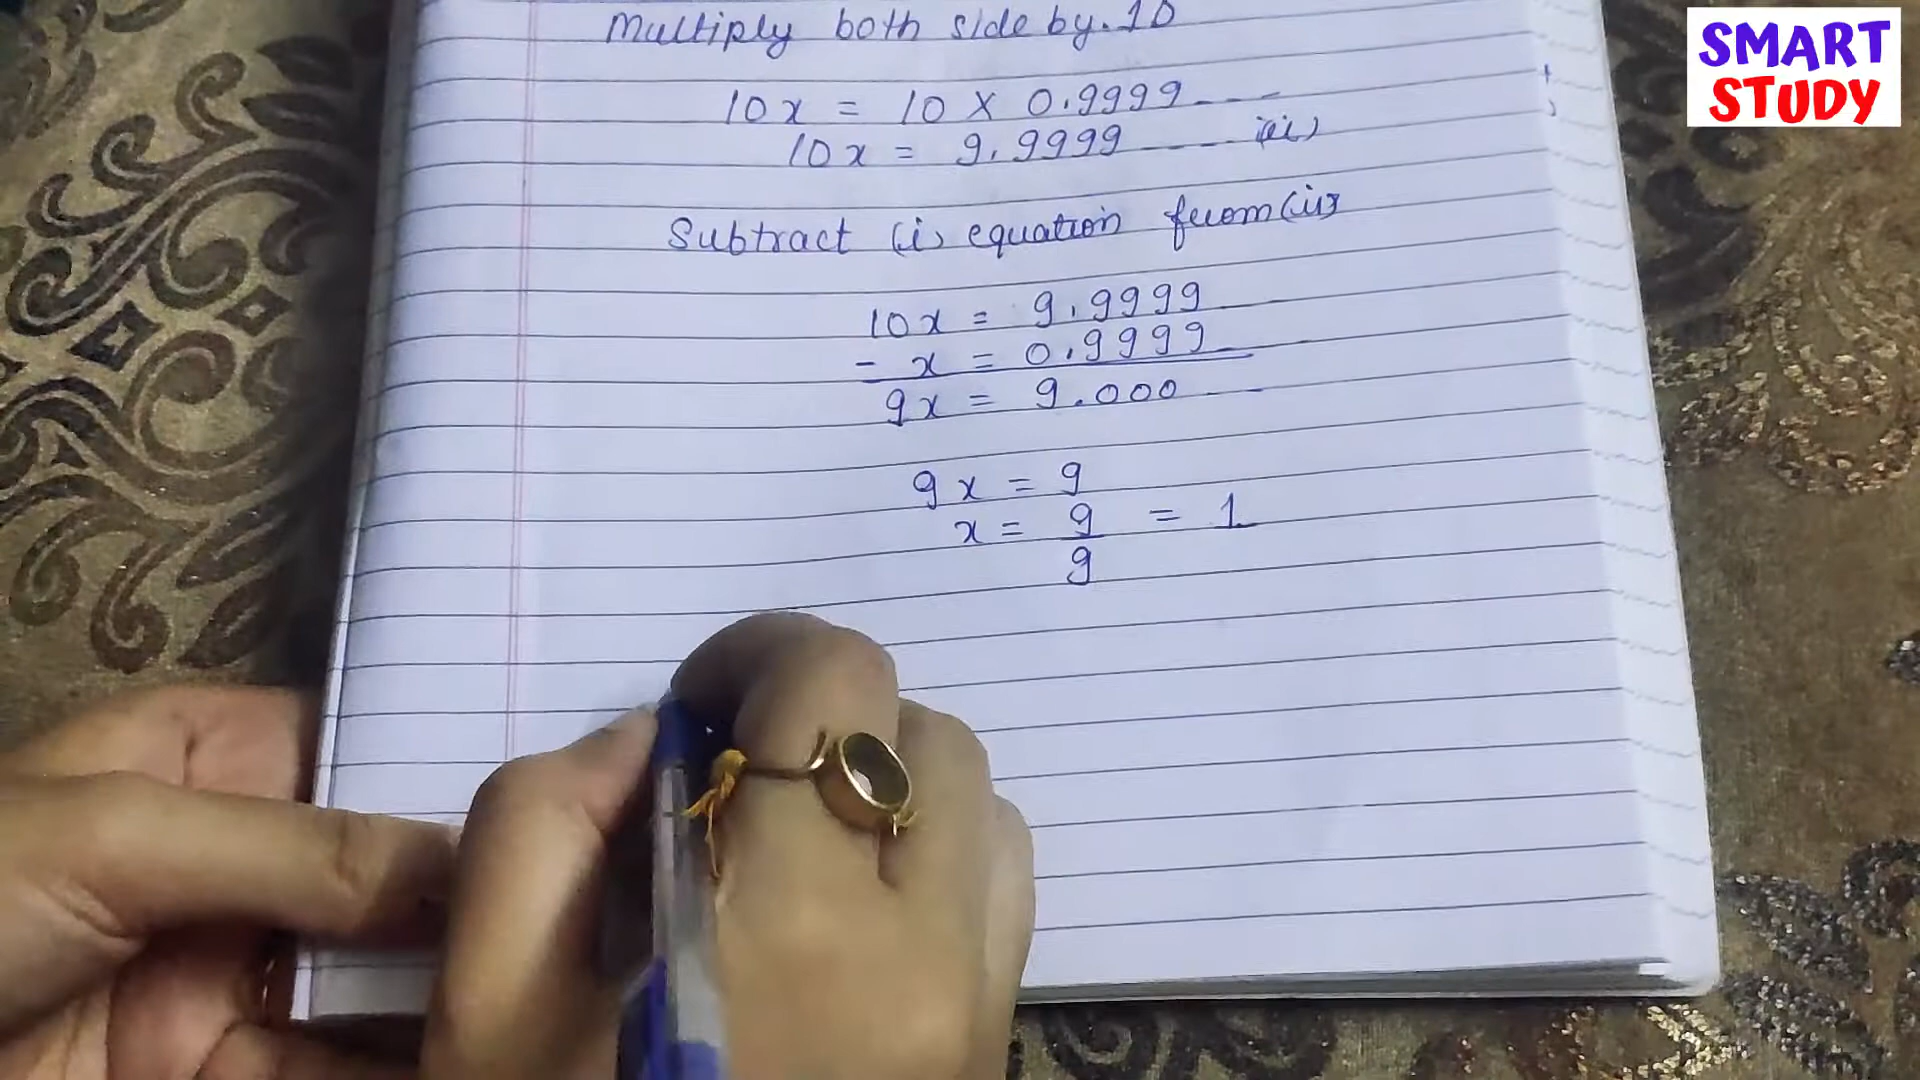 Multiply both side by.10
10x = 10 X 0.9999 ---
10x = 9.9999 ---- (ii)
Subtract (i) equation from (ii)
10x = 9.9999
- x = 0.9999
9x = 9.000
9x = 9
x = 9/9 = 1
SMART
STUDY